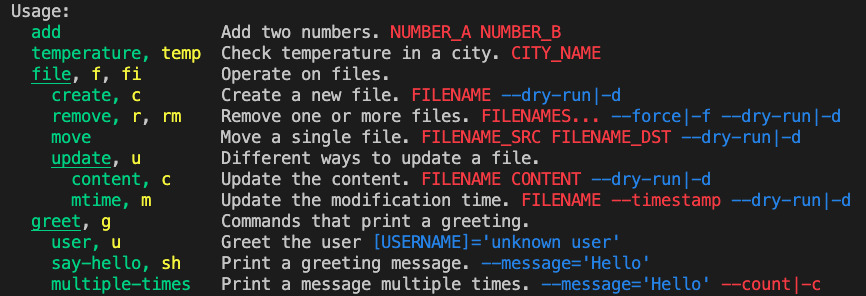 Usage:
add Add two numbers. NUMBER_A NUMBER_B
temperature, temp Check temperature in a city. CITY_NAME
file, f, fi Operate on files.
create, c Create a new file. FILENAME --dry-run|-d
remove, r, rm Remove one or more files. FILENAMES... --force|-f --dry-run|-d
move Move a single file. FILENAME_SRC FILENAME_DST --dry-run|-d
update, u Different ways to update a file.
content, c Update the content. FILENAME CONTENT --dry-run|-d
mtime, m Update the modification time. FILENAME --timestamp --dry-run|-d
greet, g Commands that print a greeting.
user, u Greet the user [USERNAME]='unknown user'
say-hello, sh Print a greeting message. --message='Hello'
multiple-times Print a message multiple times. --message='Hello' --count|-c